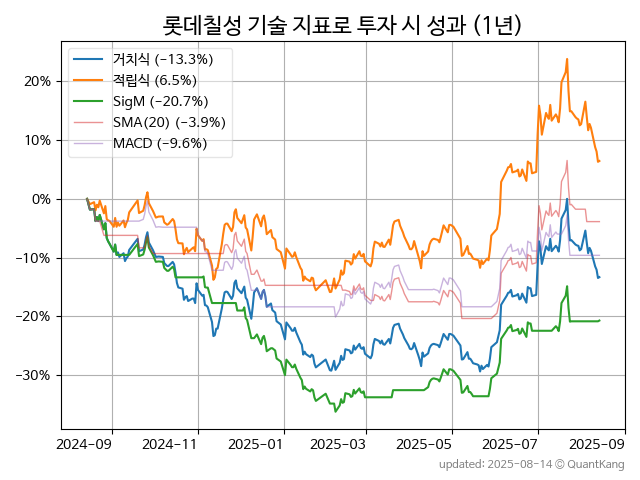 롯데칠성 기술 지표로 투자 시 성과 (1년)
거치식 (−13.3%)
적립식 (6.5%)
SigM (−20.7%)
SMA(20) (−3.9%)
MACD (−9.6%)
20%
10%
0%
−10%
−20%
−30%
2024-09 2024-11 2025-01 2025-03 2025-05 2025-07 2025-09
updated: 2025-08-14 © QuantKang